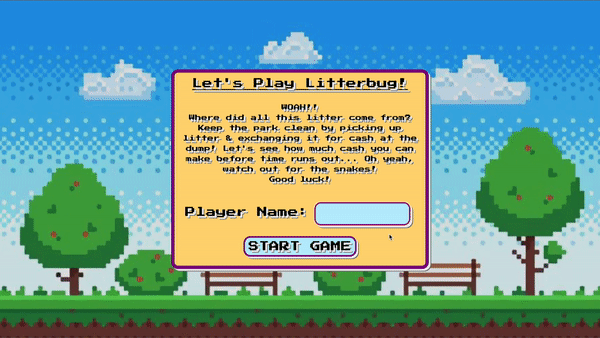 Let's Play Litterbug!
WOAH!!
Where did all this litter come from?
Keep the park clean by picking up
litter & exchanging it for cash at the
dump! Let's see how much cash you can
make before time runs out... Oh yeah,
watch out for the snakes!
Good luck!
Player Name:
START GAME